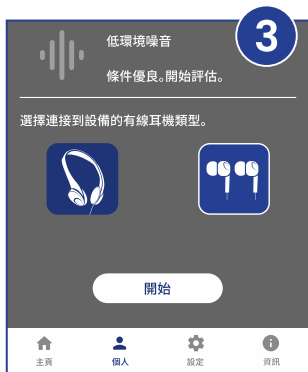 3
低環境噪音
條件優良。開始評估。
選擇連接到設備的有線耳機類型。
開始
主頁
個人
設定
資訊